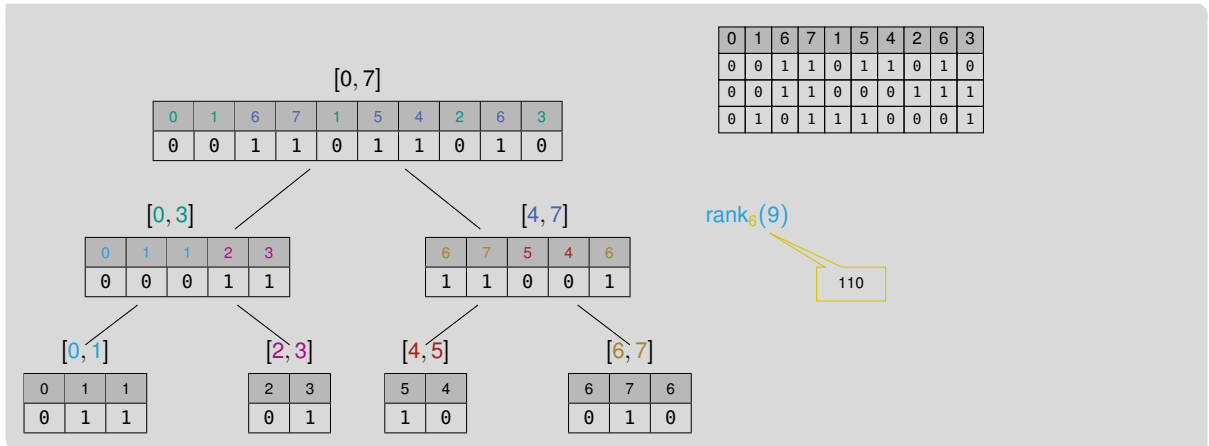 [0, 7]
0 1 6 7 1 5 4 2 6 3
0 0 1 1 0 1 1 0 1 0
0 1 6 7 1 5 4 2 6 3
0 0 1 1 0 1 1 0 1 0
0 0 1 1 0 0 0 1 1 1
0 1 0 1 1 1 0 0 0 1
[0, 3]
0 1 1 2 3
0 0 0 1 1
[4, 7]
6 7 5 4 6
1 1 0 0 1
rank6(9)
110
[0, 1]
0 1 1
0 1 1
[2, 3]
2 3
0 1
[4, 5]
5 4
1 0
[6, 7]
6 7 6
0 1 0